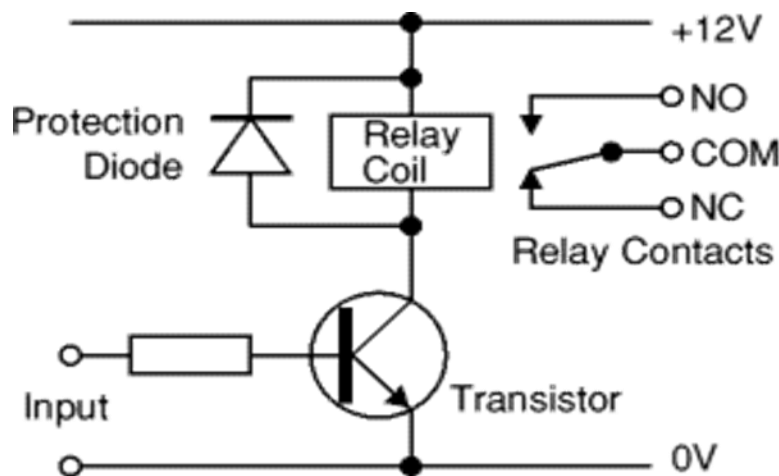 +12V
Protection
Diode
Relay
Coil
NO
COM
NC
Relay Contacts
Input
Transistor
0V